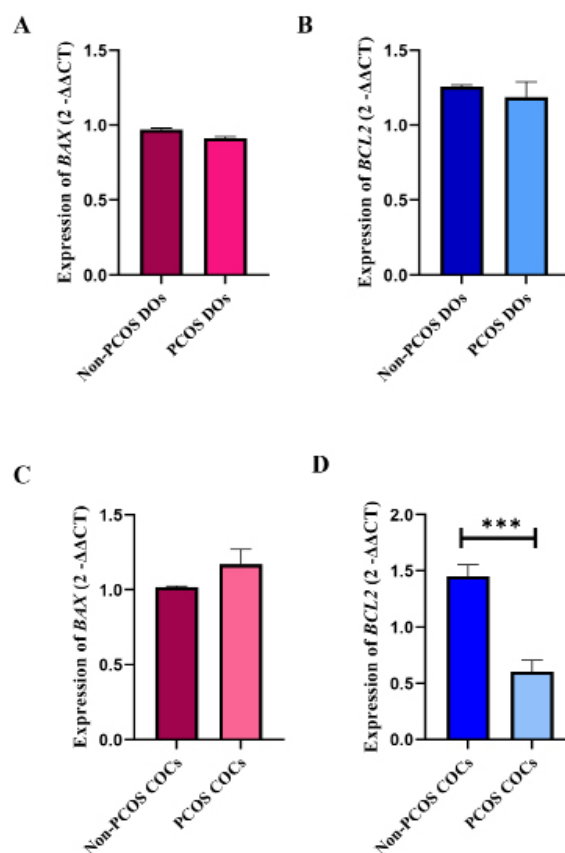 A
Expression of BAX (2 -ΔΔCT)
1.5
1.0
0.5
0.0
Non-PCOS DOs
PCOS DOs
B
Expression of BCL2 (2 -ΔΔCT)
1.5
1.0
0.5
0.0
Non-PCOS DOs
PCOS DOs
C
Expression of BAX (2 -ΔΔCT)
1.5
1.0
0.5
0.0
Non-PCOS COCs
PCOS COCs
D
Expression of BCL2 (2 -ΔΔCT)
2.0
1.5
1.0
0.5
0.0
***
Non-PCOS COCs
PCOS COCs